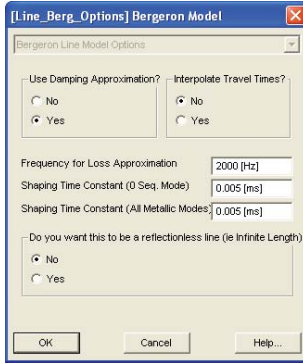 [Line_Berg_Options] Bergeron Model
Bergeron Line Model Options
Use Damping Approximation?
No
Yes
Interpolate Travel Times?
No
Yes
Frequency for Loss Approximation
2000 [Hz]
Shaping Time Constant (0 Seq. Mode)
0.005 [ms]
Shaping Time Constant (All Metallic Modes)
0.005 [ms]
Do you want this to be a reflectionless line (ie Infinite Length)
No
Yes
OK
Cancel
Help...